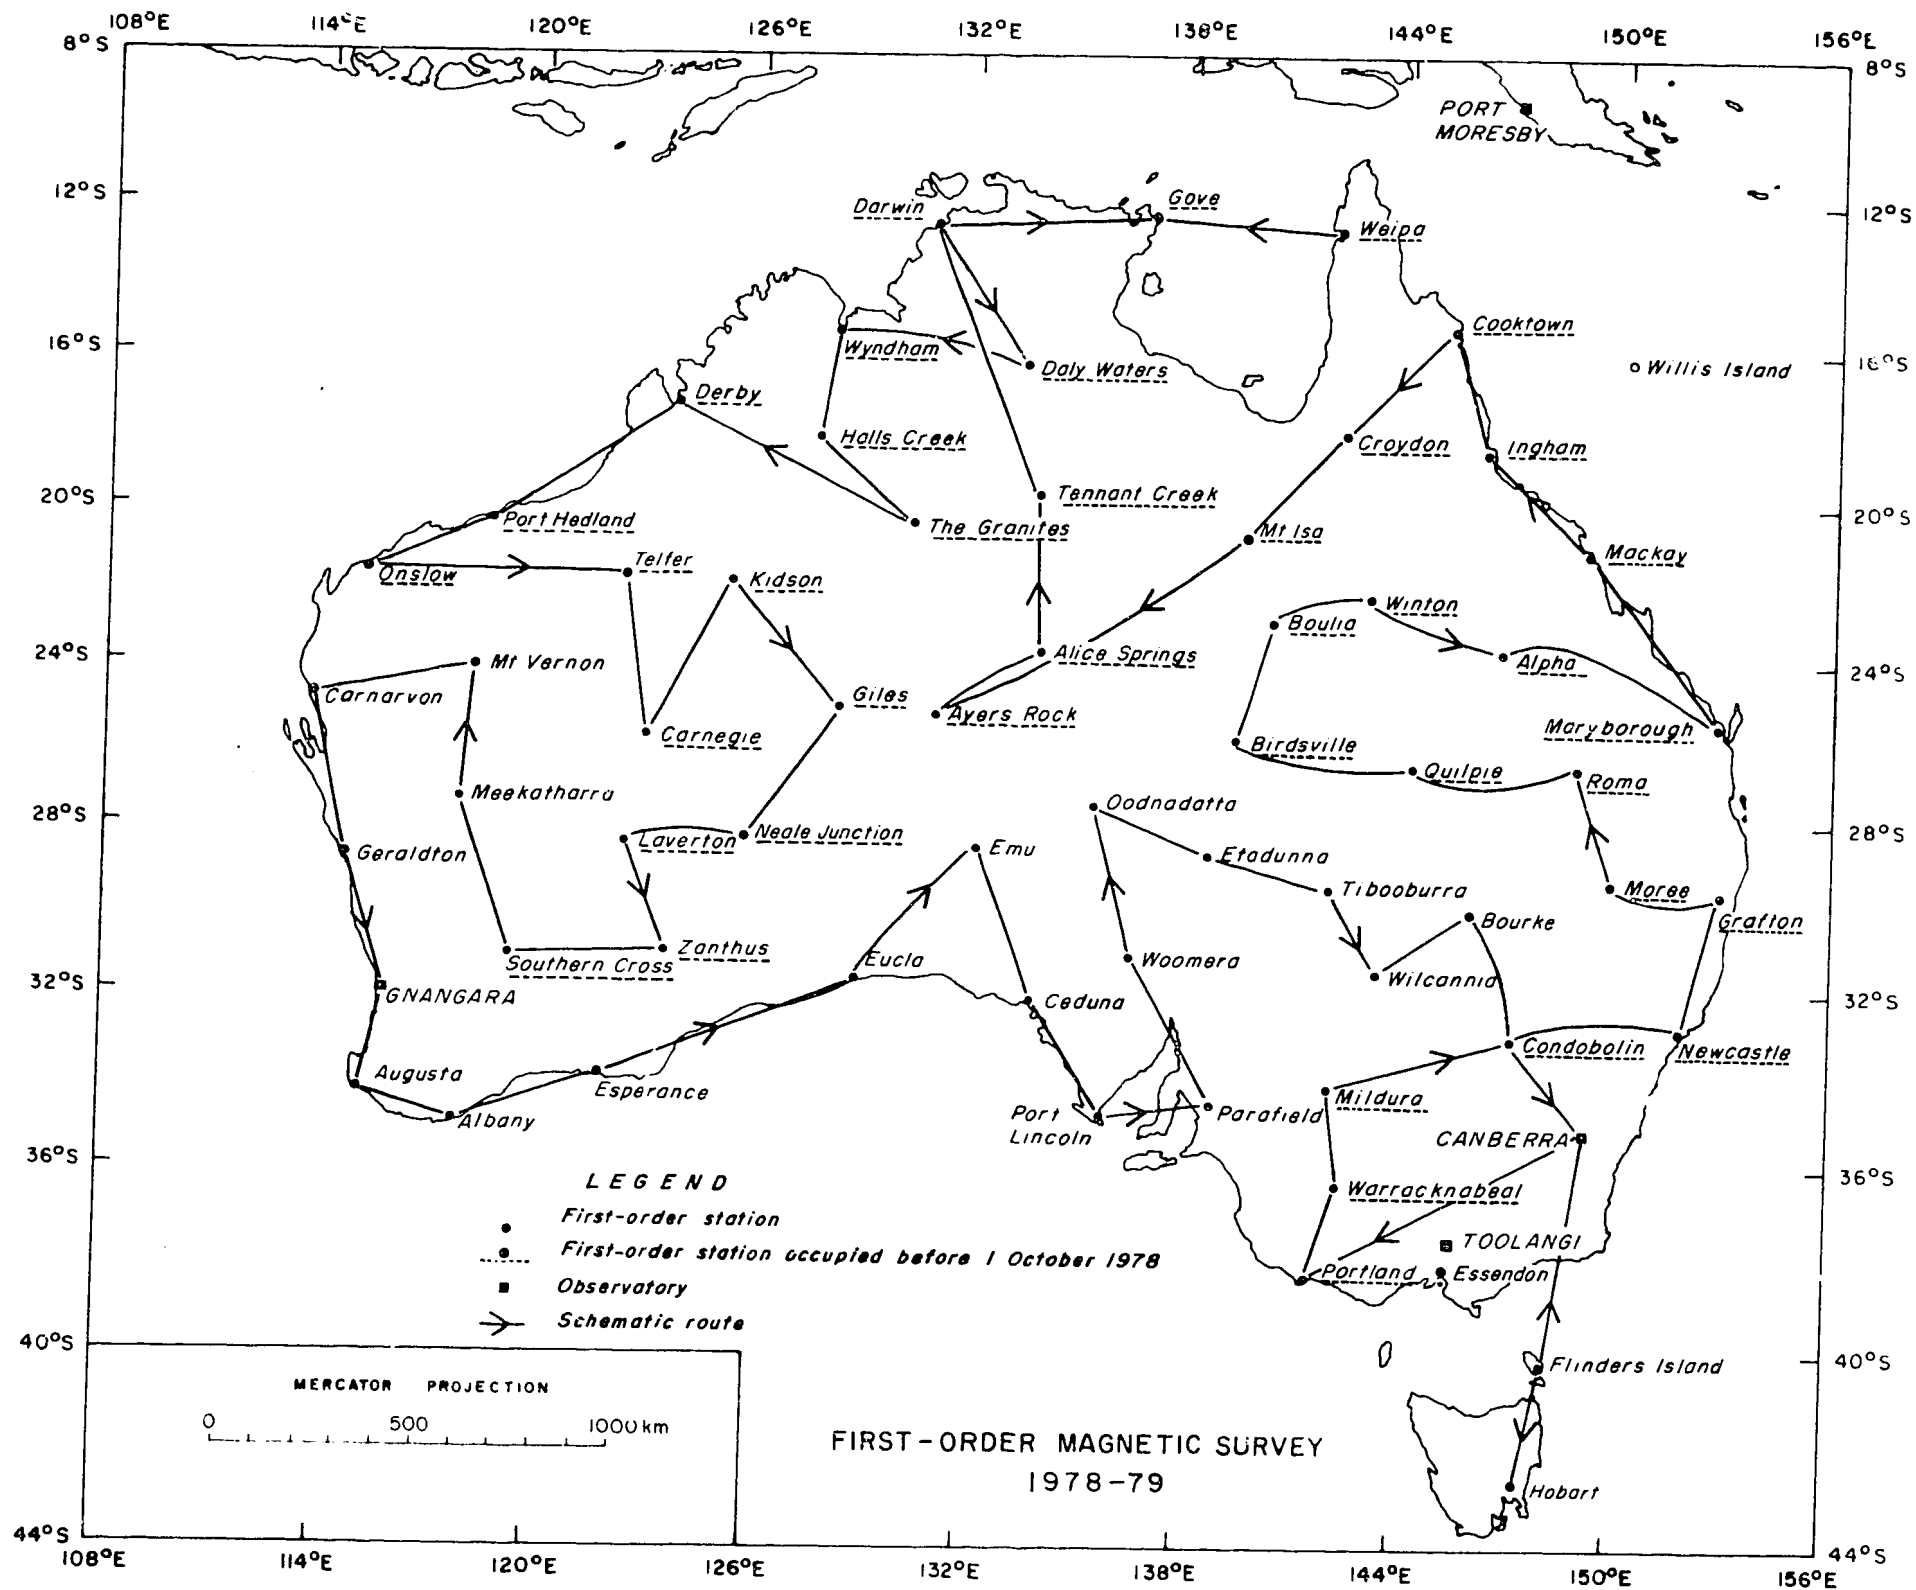 108°E 114°E 120°E 126°E 132°E 138°E 144°E 150°E 156°E
8°S 8°S
PORT
MORESBY
12°S 12°S
Darwin Gove Weipa
Wyndham Daly Waters Cooktown
16°S 16°S
Willis Island
Derby
Halls Creek Croydon Ingham
20°S Tennant Creek 20°S
Port Hedland The Granites Mt Isa
Onslow Telfer Kidson Mackay
Boulia Winton
24°S Mt Vernon Alice Springs Alpha 24°S
Carnarvon Giles Ayers Rock
Carnegie Birdsville Maryborough
Meekatharra Quilpie Roma
28°S Oodnadatta 28°S
Geraldton Laverton Neale Junction Emu Etadunna
Tibooburra Moree
Bourke Grafton
Southern Cross Zanthus Eucla Woomera
32°S Wilcannia 32°S
GNANGARA Ceduna
Condobolin Newcastle
Augusta Esperance Mildura
Albany Port
Lincoln
Parafield
CANBERRA
36°S 36°S
LEGEND
First-order station
First-order station occupied before 1 October 1978
Observatory
Schematic route
Warracknabeal
TOOLANGI
Portland Essendon
40°S 40°S
Flinders Island
MERCATOR PROJECTION
0 500 1000 km
FIRST-ORDER MAGNETIC SURVEY
1978-79
Hobart
44°S 44°S
108°E 114°E 120°E 126°E 132°E 138°E 144°E 150°E 156°E